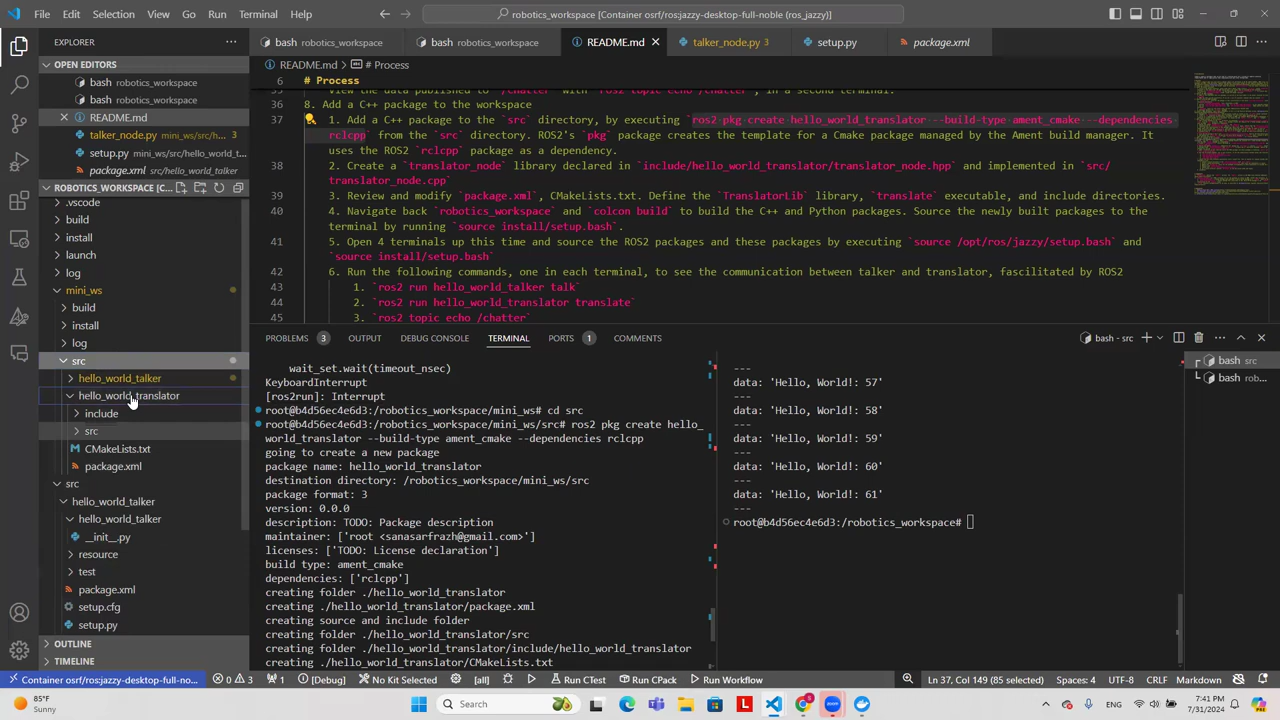 File Edit Selection View Go Run Terminal Help
robotics_workspace [Container osrf/ros:jazzy-desktop-full-noble (ros_jazzy)]
EXPLORER
bash robotics_workspace
bash robotics_workspace
README.md
talker_node.py 3
setup.py
package.xml
OPEN EDITORS
bash robotics_workspace
bash robotics_workspace
README.md
talker_node.py mini_ws/src/h... 3
setup.py mini_ws/src/hello_world_t...
package.xml src/hello_world_talker
ROBOTICS_WORKSPACE [C...
.vscode
build
install
launch
log
mini_ws
build
install
log
src
hello_world_talker
hello_world_translator
include
src
CMakeLists.txt
package.xml
src
hello_world_talker
hello_world_talker
__init__.py
resource
test
package.xml
setup.cfg
setup.py
OUTLINE
TIMELINE
README.md > # Process
6 # Process
36 8. Add a C++ package to the workspace
37 1. Add a C++ package to the `src` directory, by executing `ros2 pkg create hello_world_translator --build-type ament_cmake --dependencies
rclcpp` from the `src` directory. This `pkg` creates the template for a Cmake package managed by the Ament build manager. It
uses the ROS2 `rclcpp` package as a dependency.
38 2. Create a `translator_node` library, declared in `include/hello_world_translator/translator_node.hpp` and implemented in `src/
translator_node.cpp`
39 3. Review and modify `package.xml` and `CMakeLists.txt`. Define the `TranslatorLib` library, `translate` executable, and include directories.
40 4. Navigate back `robotics_workspace` and `colcon build` to build the C++ and Python packages. Source the newly built packages to the
terminal by running `source install/setup.bash`.
41 5. Open 4 terminals up this time and source the ROS2 packages and these packages by executing `source /opt/ros/jazzy/setup.bash` and
`source install/setup.bash`
42 6. Run the following commands, one in each terminal, to see the communication between talker and translator, fascilitated by ROS2
43 1. `ros2 run hello_world_talker talk`
44 2. `ros2 run hello_world_translator translate`
45 3. `ros2 topic echo /chatter`
PROBLEMS 3 OUTPUT DEBUG CONSOLE TERMINAL PORTS 1 COMMENTS
bash - src
wait_set.wait(timeout_nsec)
KeyboardInterrupt
[ros2run]: Interrupt
root@b4d56ec4e6d3:/robotics_workspace/mini_ws# cd src
root@b4d56ec4e6d3:/robotics_workspace/mini_ws/src# ros2 pkg create hello_
world_translator --build-type ament_cmake --dependencies rclcpp
going to create a new package
package name: hello_world_translator
destination directory: /robotics_workspace/mini_ws/src
package format: 3
version: 0.0.0
description: TODO: Package description
maintainer: ['root <sanasarfrazh@gmail.com>']
licenses: ['TODO: License declaration']
build type: ament_cmake
dependencies: ['rclcpp']
creating folder ./hello_world_translator
creating ./hello_world_translator/package.xml
creating source and include folder
creating folder ./hello_world_translator/src
creating folder ./hello_world_translator/include/hello_world_translator
creating ./hello_world_translator/CMakeLists.txt
---
data: 'Hello, World!: 57'
---
data: 'Hello, World!: 58'
---
data: 'Hello, World!: 59'
---
data: 'Hello, World!: 60'
---
data: 'Hello, World!: 61'
---
root@b4d56ec4e6d3:/robotics_workspace#
bash src
bash rob...
Container osrf/ros:jazzy-desktop-full-no...
0 3 1 [Debug] No Kit Selected [all] Run CTest Run CPack Run Workflow
Ln 37, Col 149 (85 selected) Spaces: 4 UTF-8 CRLF Markdown
85°F
Sunny
Search
L
zoom
7:41 PM
7/31/2024